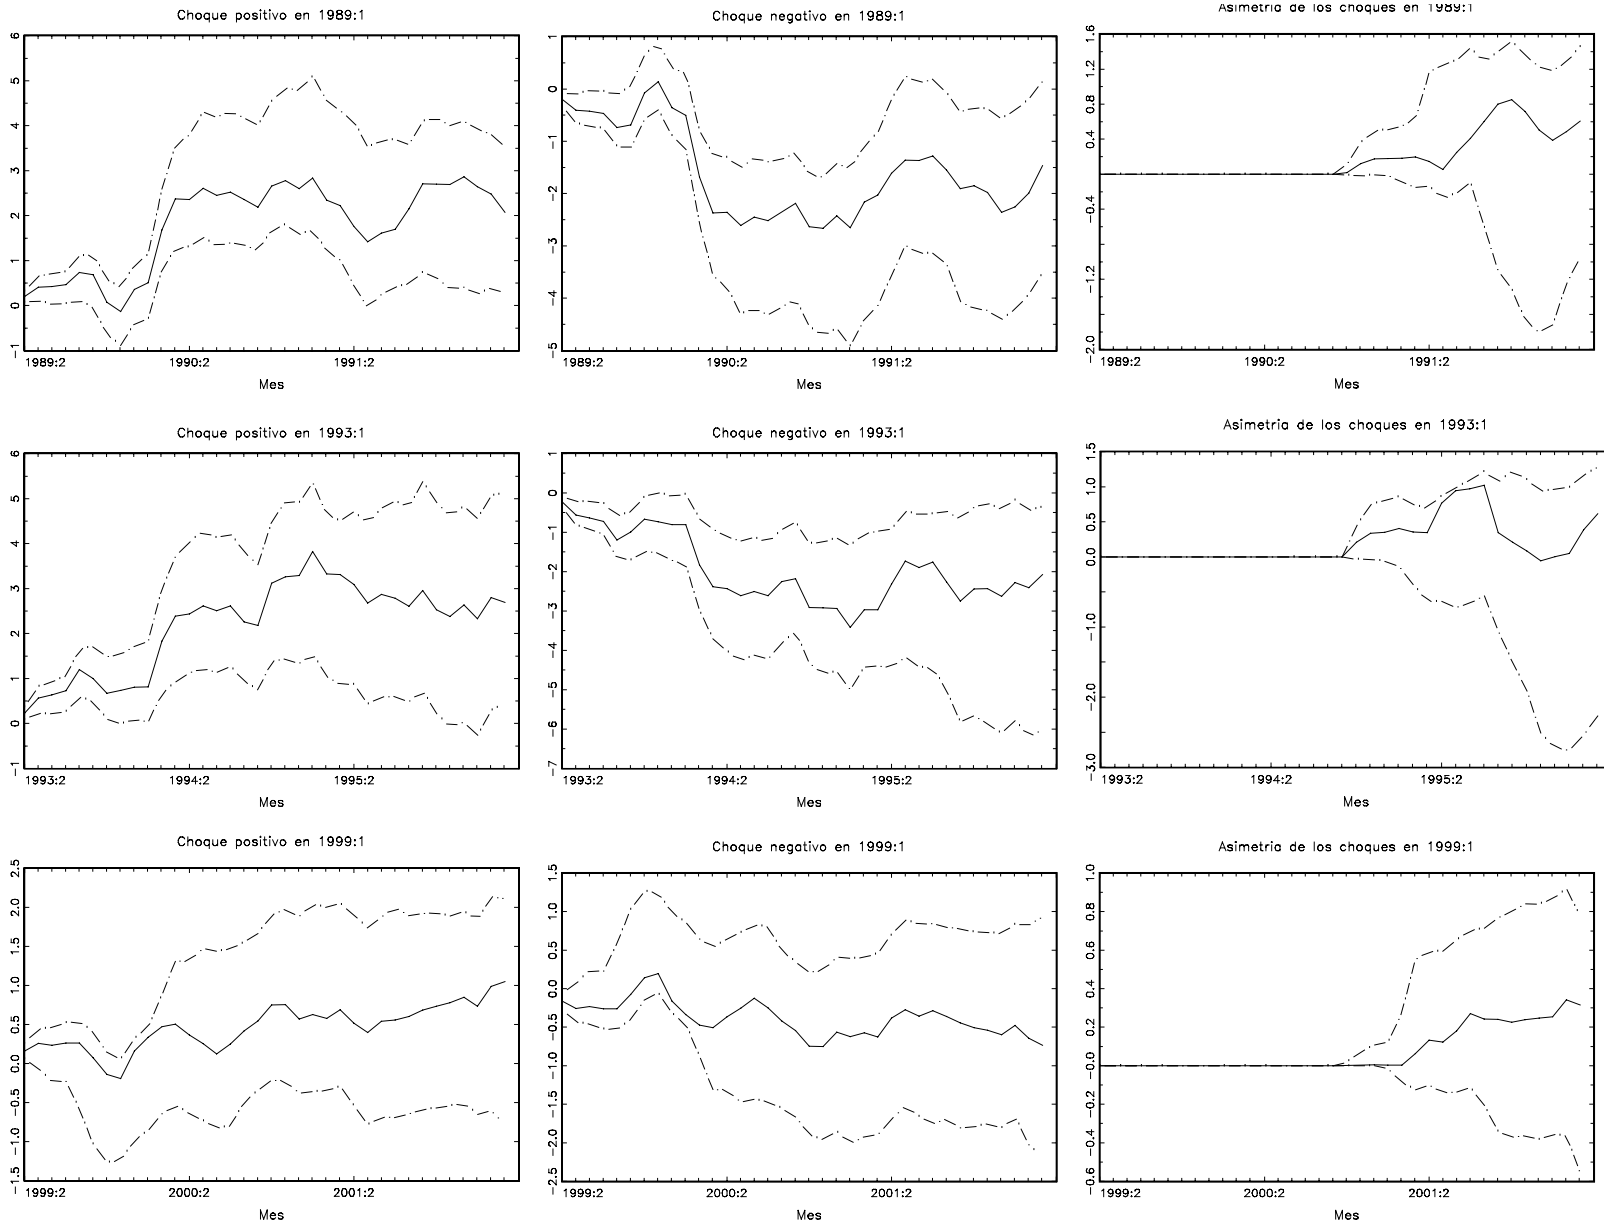 Choque positivo en 1989:1
6
5
4
3
2
1
0
−1
1989:2 1990:2 1991:2
Mes
Choque negativo en 1989:1
1
0
−1
−2
−3
−4
−5
1989:2 1990:2 1991:2
Mes
Asimetria de los choques en 1989:1
1.6
1.2
0.8
0.4
−0.4
−1.2
−2.0
1989:2 1990:2 1991:2
Mes
Choque positivo en 1993:1
6
5
4
3
2
1
0
−1
1993:2 1994:2 1995:2
Mes
Choque negativo en 1993:1
1
0
−1
−2
−3
−4
−5
−6
−7
1993:2 1994:2 1995:2
Mes
Asimetria de los choques en 1993:1
1.5
1.0
0.5
0.0
−1.0
−2.0
−3.0
1993:2 1994:2 1995:2
Mes
Choque positivo en 1999:1
2.5
2.0
1.5
1.0
0.5
0.0
−0.5
−1.0
−1.5
1999:2 2000:2 2001:2
Mes
Choque negativo en 1999:1
1.5
1.0
0.5
0.0
−0.5
−1.0
−1.5
−2.0
−2.5
1999:2 2000:2 2001:2
Mes
Asimetria de los choques en 1999:1
1.0
0.8
0.6
0.4
0.2
−0.0
−0.2
−0.4
−0.6
1999:2 2000:2 2001:2
Mes